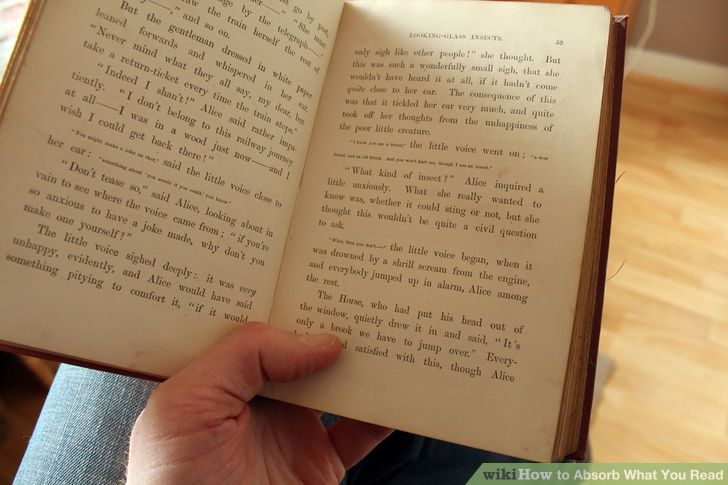 go by post,
her—," "She must
age by the telegraph—"
draw the train herself the rest of
—," and so on.
But the gentleman dressed in white paper
leaned forwards and whispered in her ear,
"Never mind what they all say, my dear, but
take a return-ticket every time the train stops."
"Indeed I shan't!" Alice said rather impa-
tiently. "I don't belong to this railway journey
at all—I was in a wood just now—and I
wish I could get back there!"
"You might make a joke on that," said the little voice close to
her ear: "something about 'you would if you could,' you know."
"Don't tease so," said Alice, looking about in
vain to see where the voice came from; "if you're
so anxious to have a joke made, why don't you
make one yourself?"
The little voice sighed deeply: it was very
unhappy, evidently, and Alice would have said
something pitying to comfort it, "if it would
LOOKING-GLASS INSECTS. 53
only sigh like other people!" she thought. But
this was such a wonderfully small sigh, that she
wouldn't have heard it at all, if it hadn't come
quite close to her ear. The consequence of this
was that it tickled her ear very much, and quite
took off her thoughts from the unhappiness of
the poor little creature.
"I know you are a friend," the little voice went on; "a dear
friend, and an old friend. And you won't hurt me, though I am an insect."
"What kind of insect?" Alice inquired a
little anxiously. What she really wanted to
know was, whether it could sting or not, but she
thought this wouldn't be quite a civil question
to ask.
"What, then you don't—" the little voice began, when it
was drowned by a shrill scream from the engine,
and everybody jumped up in alarm, Alice among
the rest.
The Horse, who had put his head out of
the window, quietly drew it in and said, "It's
only a brook we have to jump over." Every-
satisfied with this, though Alice
wikiHow to Absorb What You Read